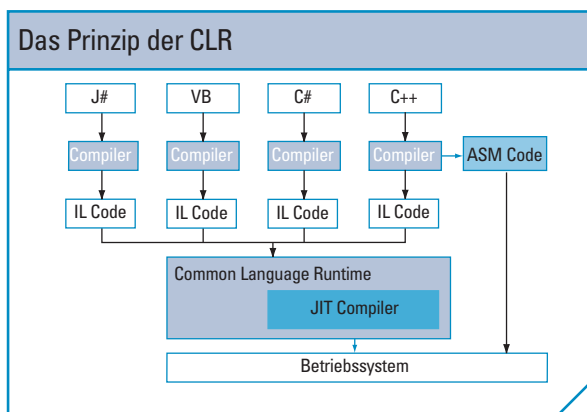 Das Prinzip der CLR
J# VB C# C++
Compiler Compiler Compiler Compiler ASM Code
IL Code IL Code IL Code IL Code
Common Language Runtime
JIT Compiler
Betriebssystem